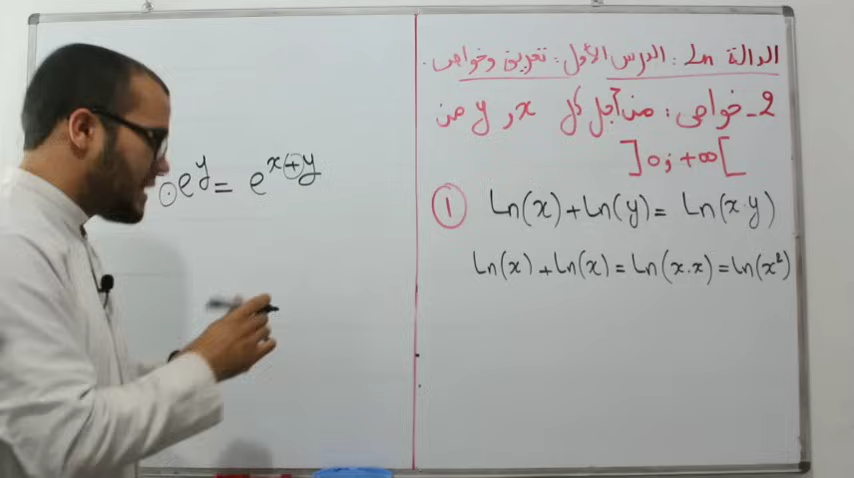 الدالة Ln : الدرس الأول : تعريف وخواص .
2- خواص : من أجل كل x و y من
]0 ; +∞[
① Ln(x) + Ln(y) = Ln(x·y)
Ln(x) + Ln(x) = Ln(x·x) = Ln(x²)
· e^y = e^(x+y)